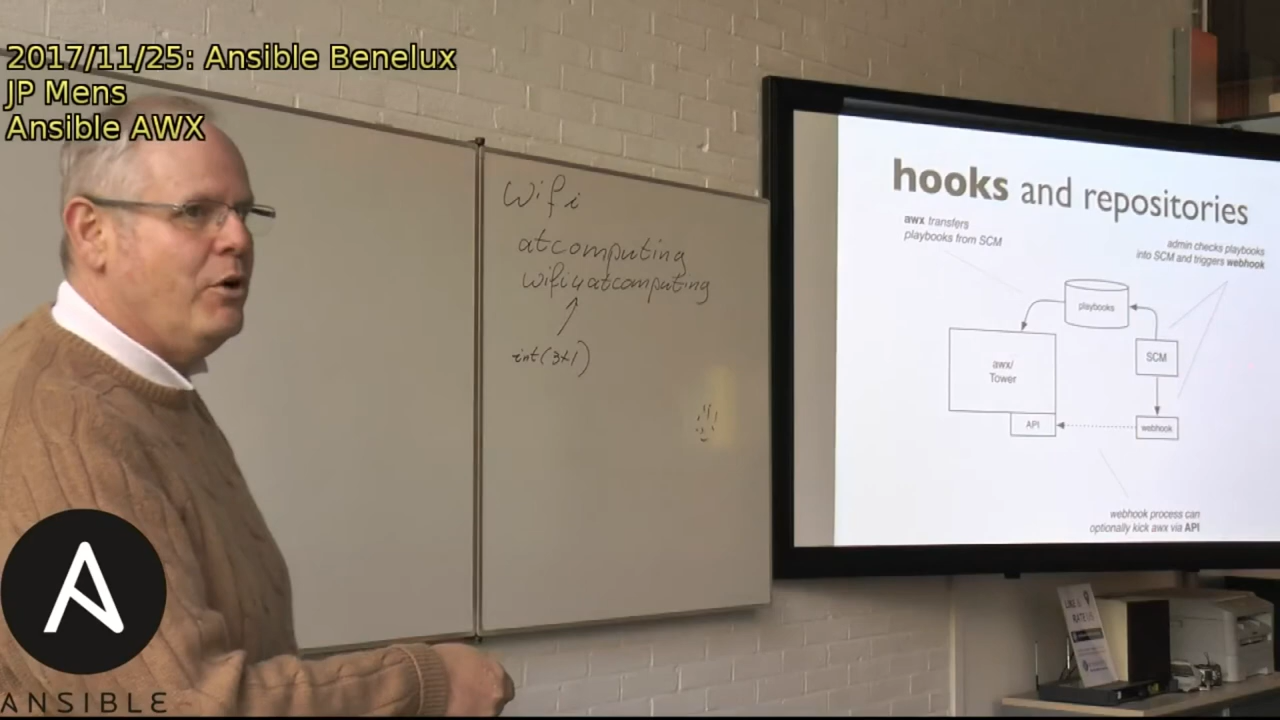 2017/11/25: Ansible Benelux
JP Mens
Ansible AWX
wifi
atcomputing
wifi4atcomputing
int(3*1)
hooks and repositories
awx transfers
playbooks from SCM
admin checks playbooks
into SCM and triggers webhook
playbooks
awx/
Tower
SCM
API
webhook
webhook process can
optionally kick awx via API
ANSIBLE